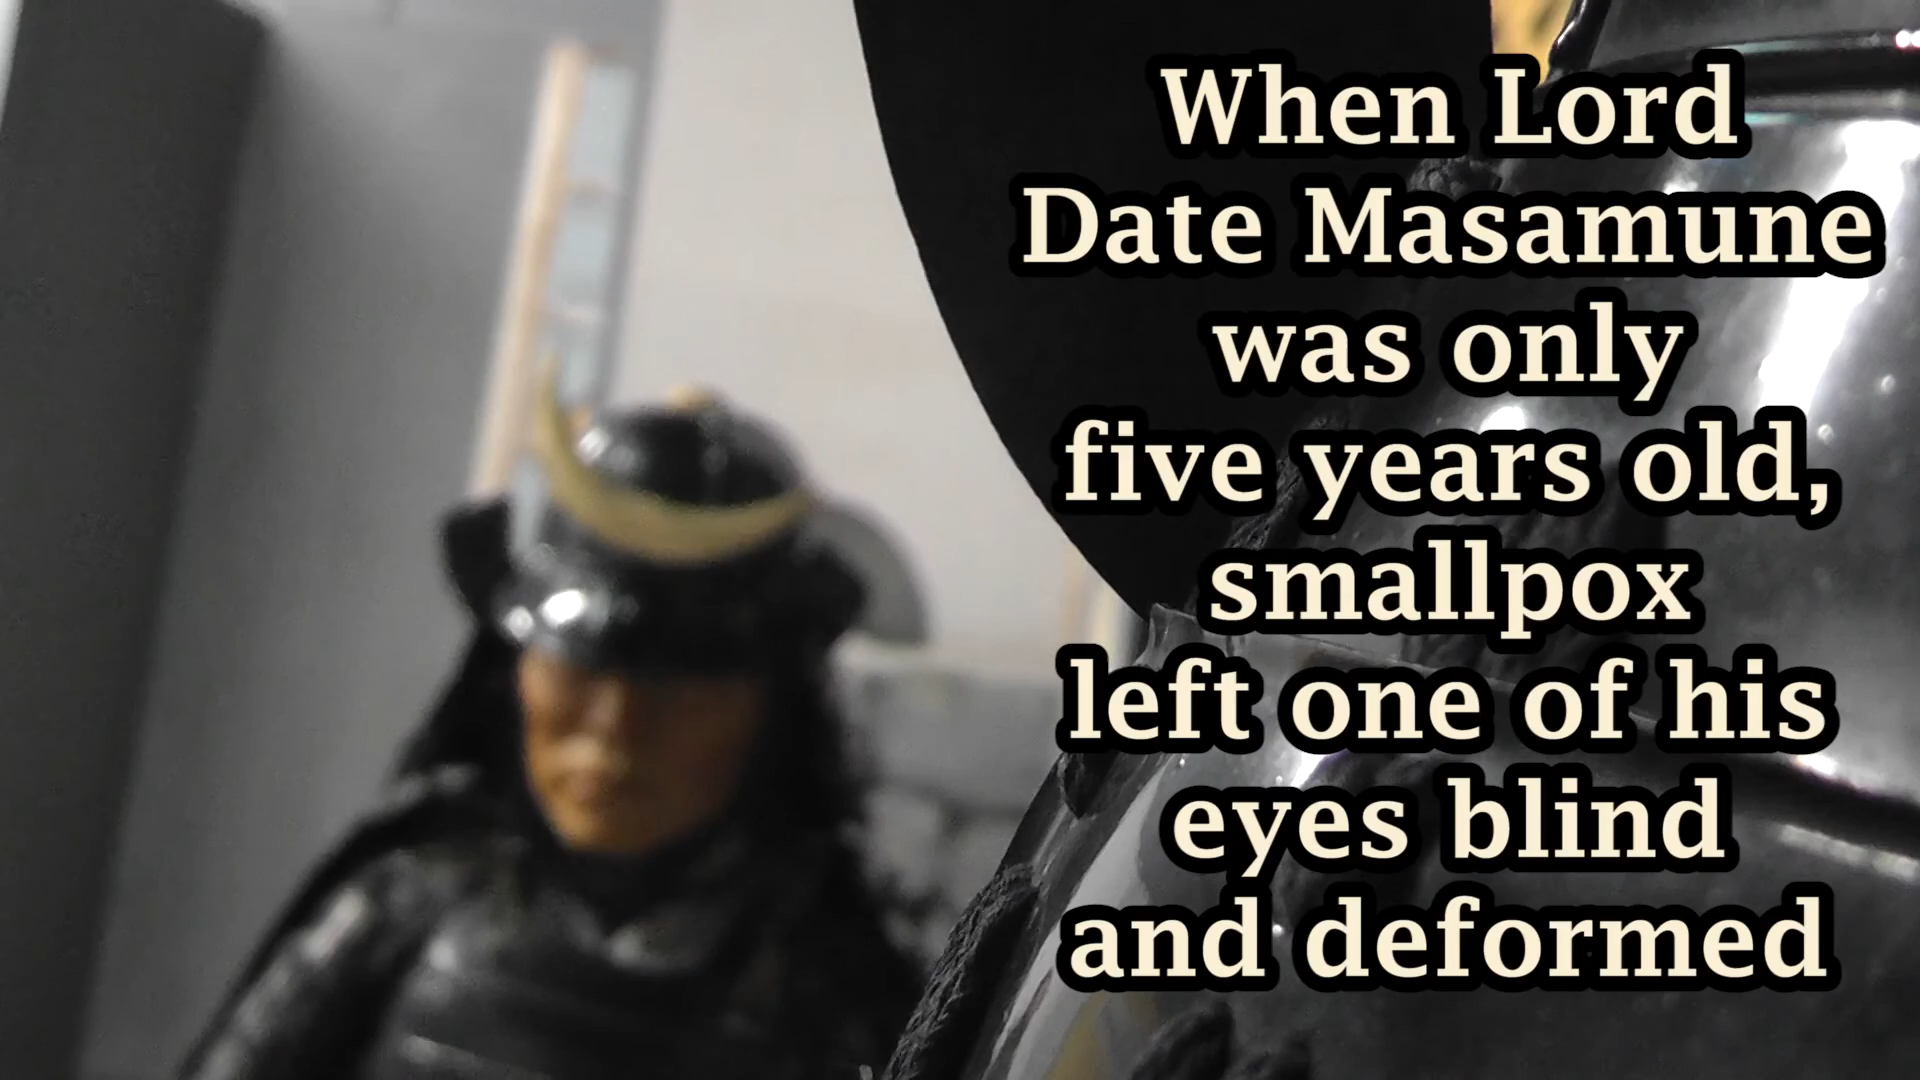 When Lord
Date Masamune
was only
five years old,
smallpox
left one of his
eyes blind
and deformed